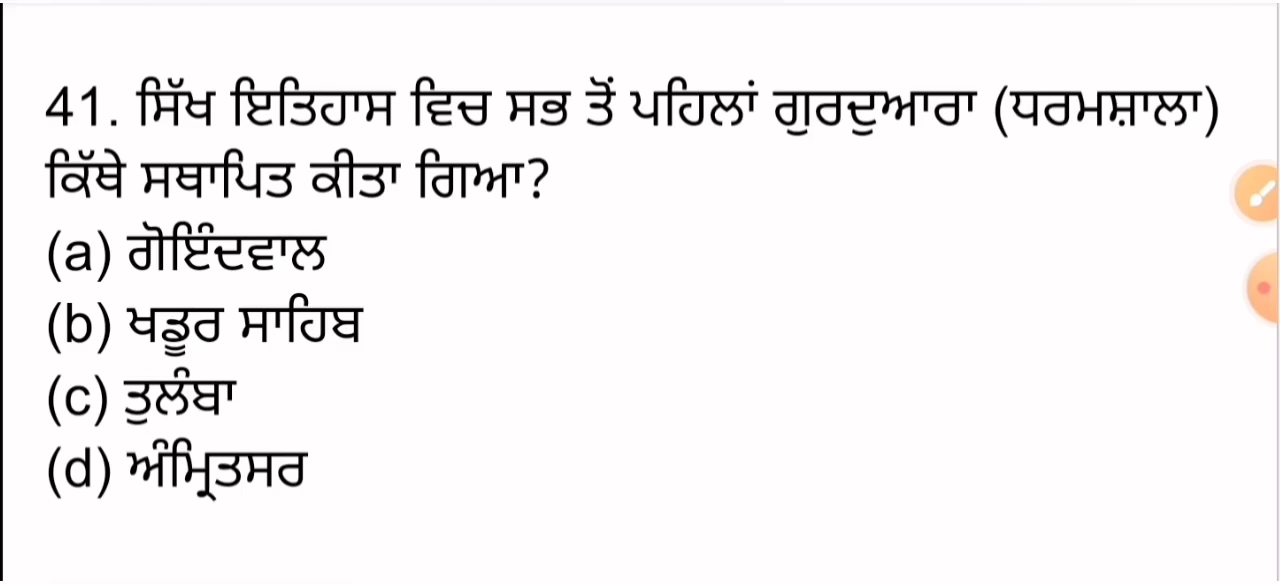 41. ਸਿੱਖ ਇਤਿਹਾਸ ਵਿਚ ਸਭ ਤੋਂ ਪਹਿਲਾਂ ਗੁਰਦੁਆਰਾ (ਧਰਮਸ਼ਾਲਾ)
ਕਿੱਥੇ ਸਥਾਪਿਤ ਕੀਤਾ ਗਿਆ?
(a) ਗੋਇੰਦਵਾਲ
(b) ਖਡੂਰ ਸਾਹਿਬ
(c) ਤੁਲੰਬਾ
(d) ਅੰਮ੍ਰਿਤਸਰ